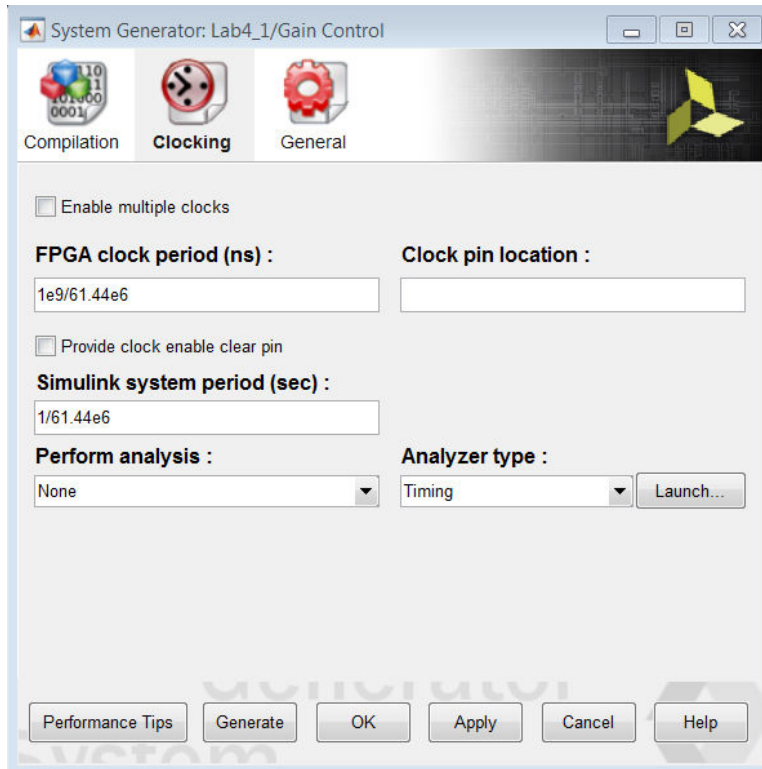 System Generator: Lab4_1/Gain Control
Compilation Clocking General
Enable multiple clocks
FPGA clock period (ns) : Clock pin location :
1e9/61.44e6
Provide clock enable clear pin
Simulink system period (sec) :
1/61.44e6
Perform analysis : Analyzer type :
None Timing Launch...
Generator
Performance Tips Generate OK Apply Cancel Help
System